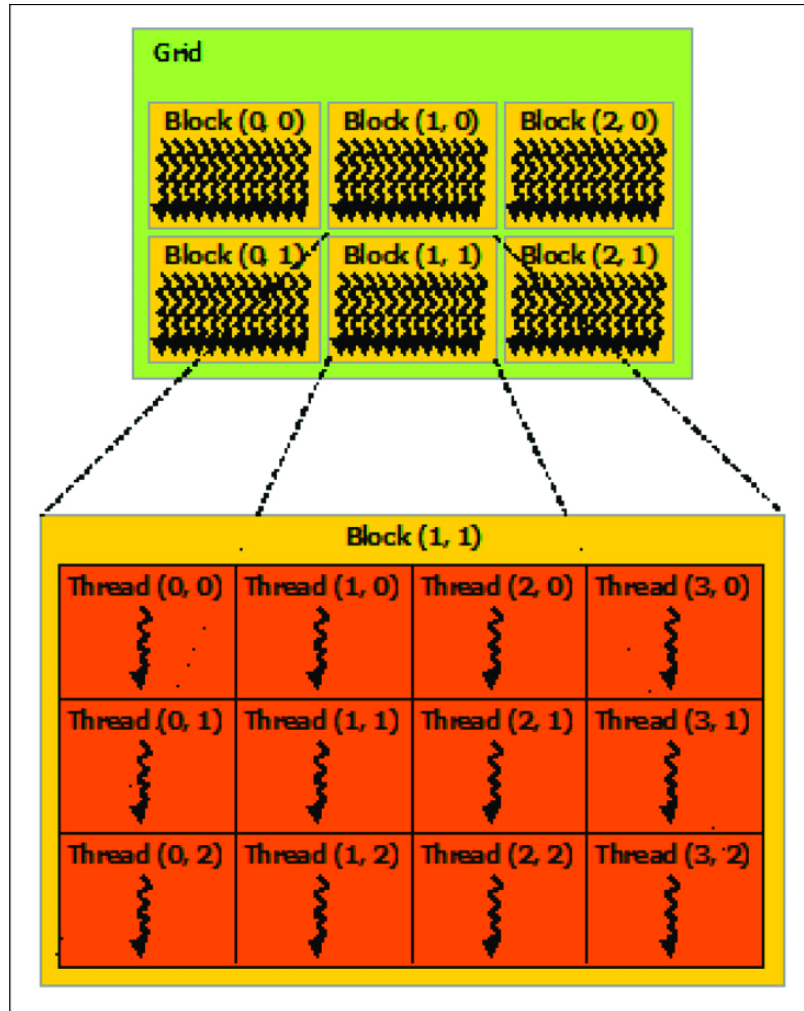 Grid
Block (0, 0) Block (1, 0) Block (2, 0)
Block (0, 1) Block (1, 1) Block (2, 1)
Block (1, 1)
Thread (0, 0) Thread (1, 0) Thread (2, 0) Thread (3, 0)
Thread (0, 1) Thread (1, 1) Thread (2, 1) Thread (3, 1)
Thread (0, 2) Thread (1, 2) Thread (2, 2) Thread (3, 2)